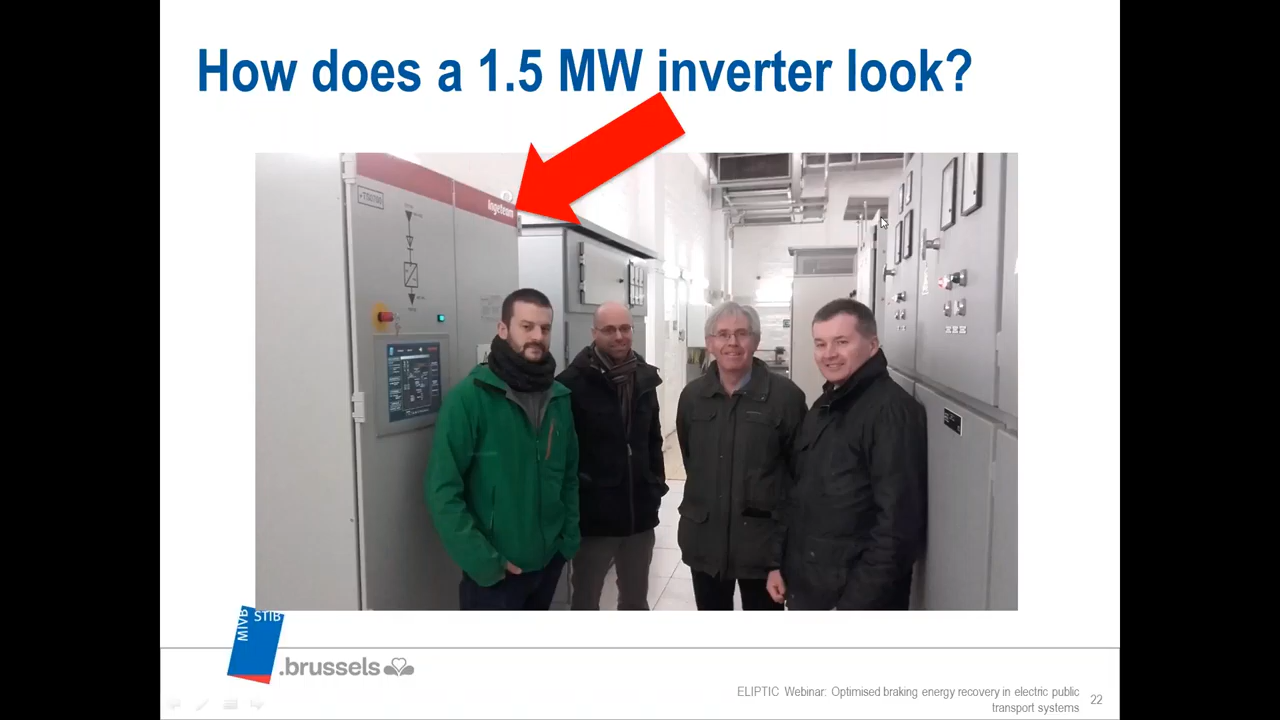 How does a 1.5 MW inverter look?
Ingeteam
MIVB
STIB
.brussels
ELIPTIC Webinar: Optimised braking energy recovery in electric public
transport systems
22